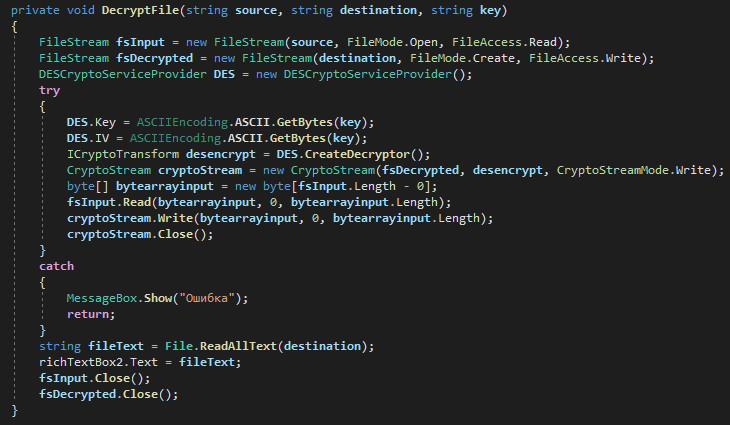 private void DecryptFile(string source, string destination, string key)
{
FileStream fsInput = new FileStream(source, FileMode.Open, FileAccess.Read);
FileStream fsDecrypted = new FileStream(destination, FileMode.Create, FileAccess.Write);
DESCryptoServiceProvider DES = new DESCryptoServiceProvider();
try
{
DES.Key = ASCIIEncoding.ASCII.GetBytes(key);
DES.IV = ASCIIEncoding.ASCII.GetBytes(key);
ICryptoTransform desencrypt = DES.CreateDecryptor();
CryptoStream cryptoStream = new CryptoStream(fsDecrypted, desencrypt, CryptoStreamMode.Write);
byte[] bytearrayinput = new byte[fsInput.Length - 0];
fsInput.Read(bytearrayinput, 0, bytearrayinput.Length);
cryptoStream.Write(bytearrayinput, 0, bytearrayinput.Length);
cryptoStream.Close();
}
catch
{
MessageBox.Show("Ошибка");
return;
}
string fileText = File.ReadAllText(destination);
richTextBox2.Text = fileText;
fsInput.Close();
fsDecrypted.Close();
}